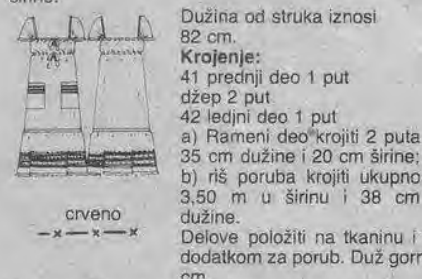 Dužina od struka iznosi
82 cm.
Krojenje:
41 prednji deo 1 put
džep 2 put
42 ledjni deo 1 put
a) Rameni deo krojiti 2 puta
35 cm dužine i 20 cm širine;
b) riš poruba krojiti ukupno
3,50 m u širinu i 38 cm
dužine.
Delove položiti na tkaninu i
dodatkom za porub. Duž
cm
crveno